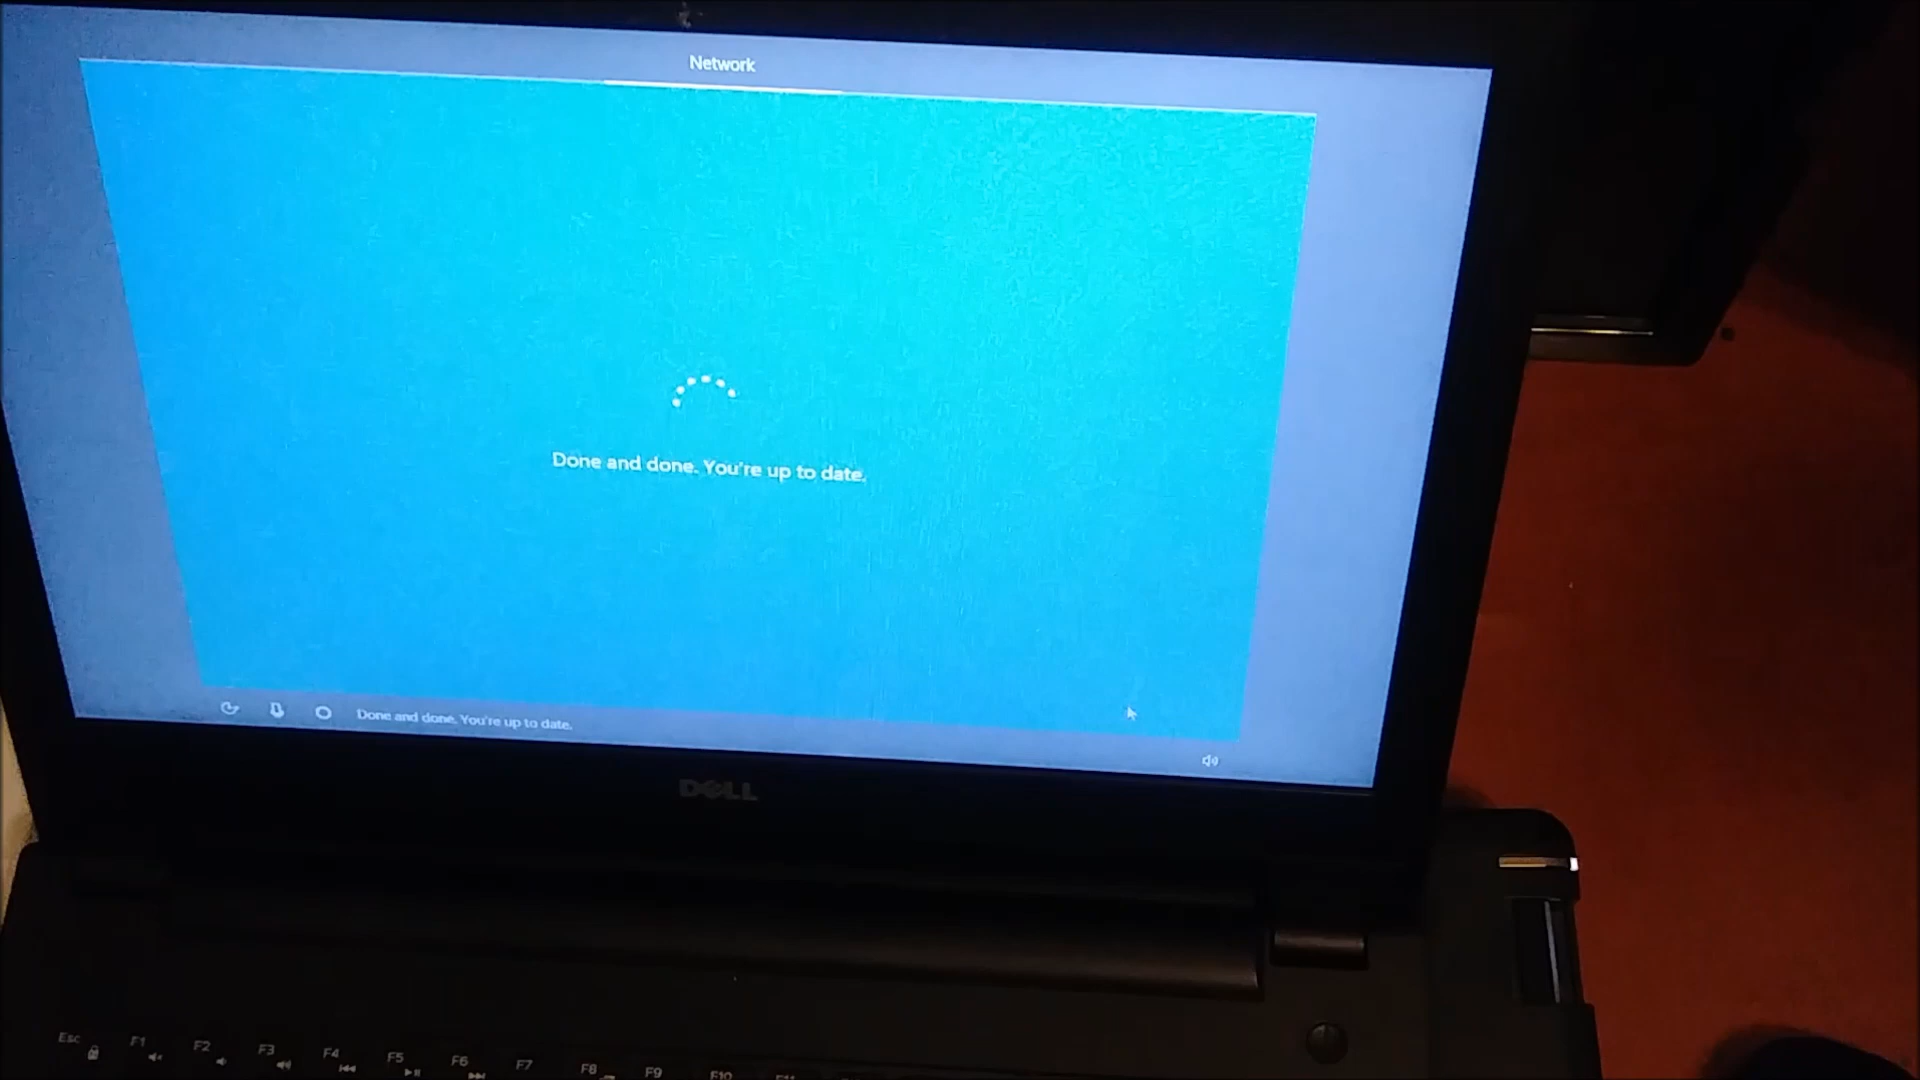 Network
Done and done. You're up to date.
Done and done. You're up to date.
DELL
Esc F1 F2 F3 F4 F5 F6 F7 F8 F9 F10